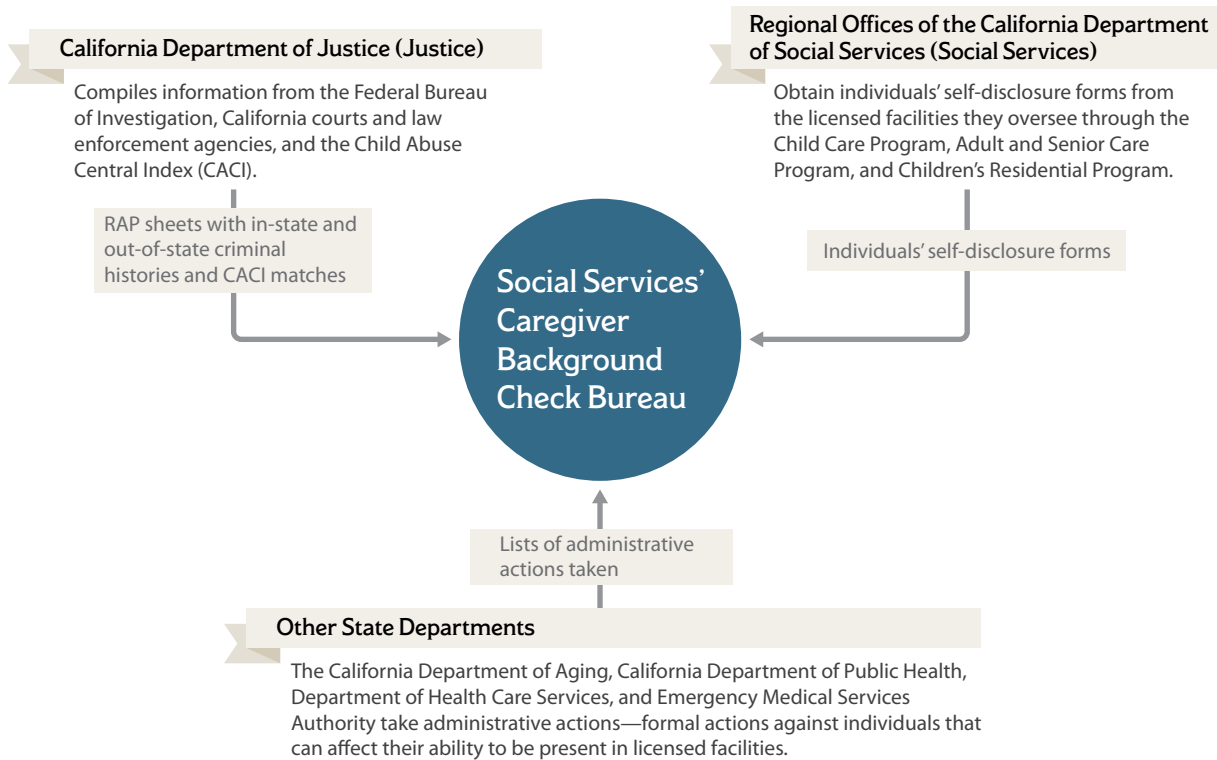 California Department of Justice (Justice)
Compiles information from the Federal Bureau
of Investigation, California courts and law
enforcement agencies, and the Child Abuse
Central Index (CACI).
RAP sheets with in-state and
out-of-state criminal
histories and CACI matches
Regional Offices of the California Department
of Social Services (Social Services)
Obtain individuals’ self-disclosure forms from
the licensed facilities they oversee through the
Child Care Program, Adult and Senior Care
Program, and Children’s Residential Program.
Individuals’ self-disclosure forms
Social Services’
Caregiver
Background
Check Bureau
Lists of administrative
actions taken
Other State Departments
The California Department of Aging, California Department of Public Health,
Department of Health Care Services, and Emergency Medical Services
Authority take administrative actions—formal actions against individuals that
can affect their ability to be present in licensed facilities.